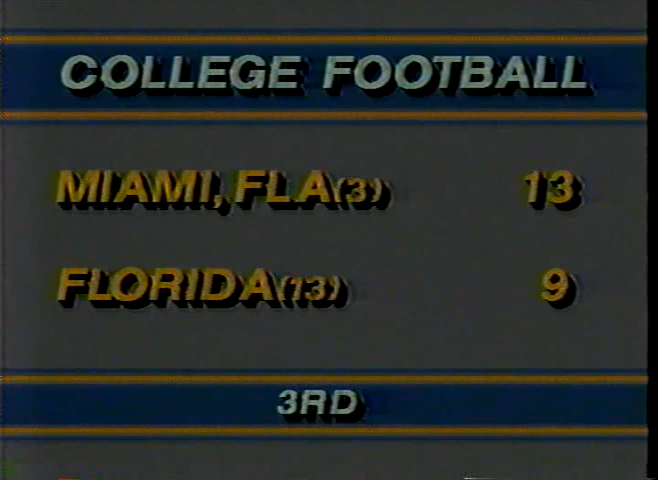 COLLEGE FOOTBALL
MIAMI, FLA(3) 13
FLORIDA(13) 9
3RD